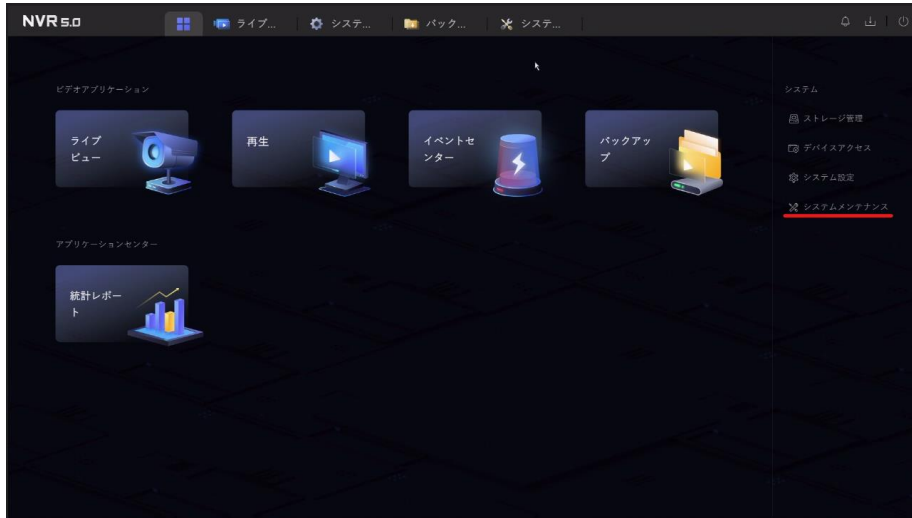 NVR 5.0
ライブ...
システ...
バック...
システ...
ビデオアプリケーション
ライブ
ビュー
再生
イベントセ
ンター
バックアッ
プ
アプリケーションセンター
統計レポー
ト
システム
ストレージ管理
デバイスアクセス
システム設定
システムメンテナンス